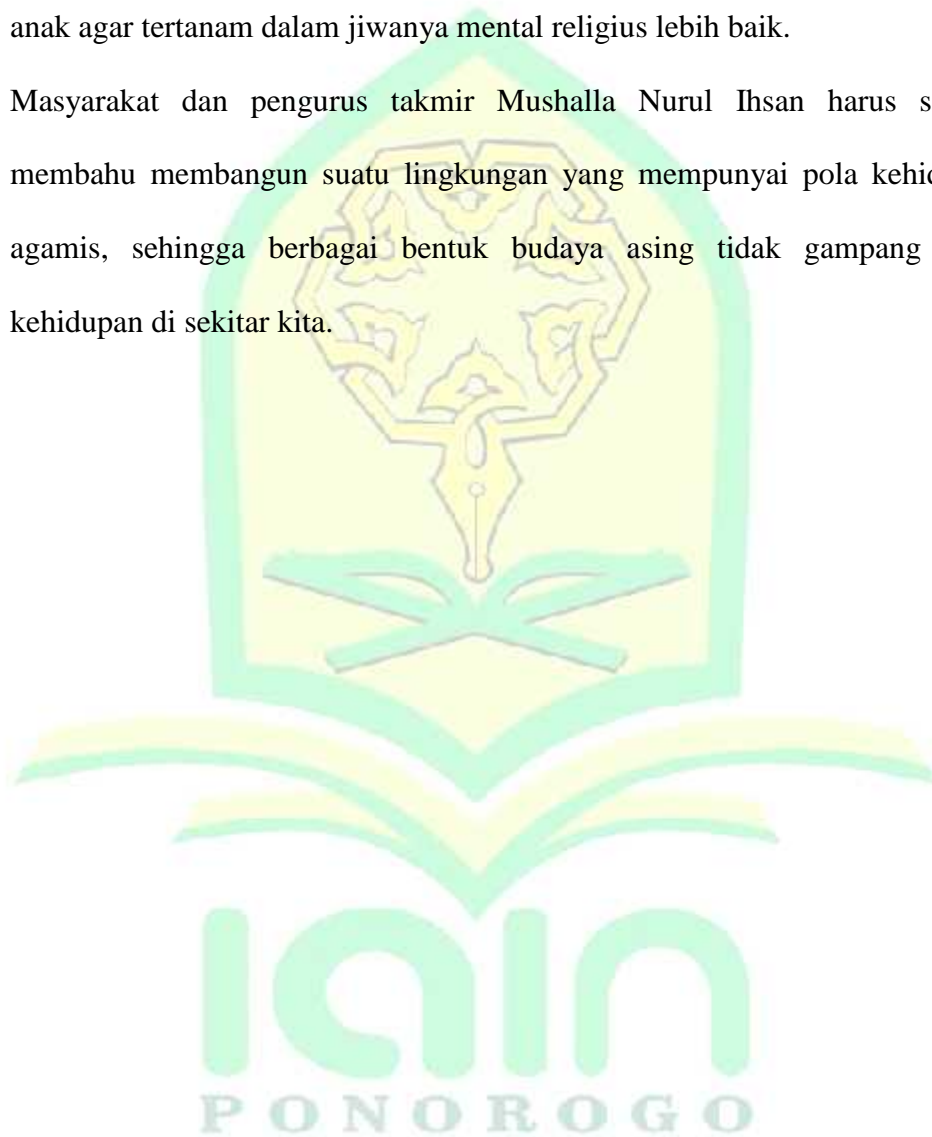 anak agar tertanam dalam jiwanya mental religius lebih baik.
Masyarakat dan pengurus takmir Mushalla Nurul Ihsan harus
membahu membangun suatu lingkungan yang mempunyai pola
agamis, sehingga berbagai bentuk budaya asing tidak gampang
kehidupan di sekitar kita.
IAIN
PONOROGO